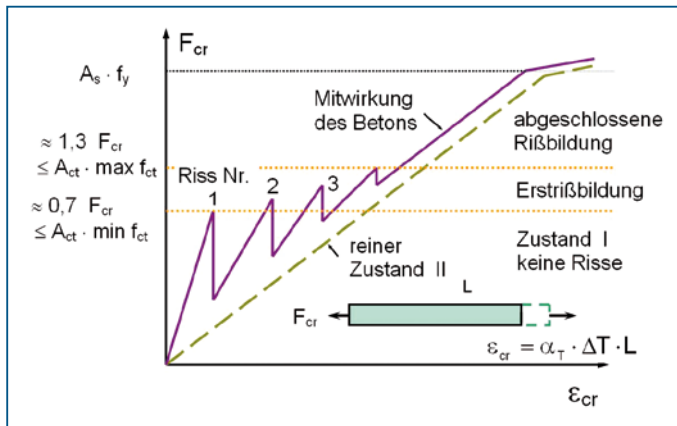 F_cr
A_s · f_y
Mitwirkung
des Betons
abgeschlossene
Rißbildung
≈ 1,3 F_cr
≤ A_ct · max f_ct
Riss Nr.
1
2
3
Erstrißbildung
≈ 0,7 F_cr
≤ A_ct · min f_ct
reiner
Zustand II
Zustand I
keine Risse
L
F_cr
ε_cr = α_T · ΔT · L
ε_cr